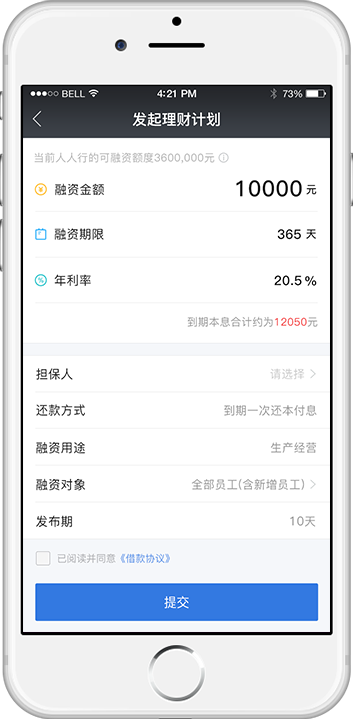 BELL 4:21 PM 73%
发起理财计划
当前人人行的可融资额度3600,000元
融资金额 10000 元
融资期限 365 天
年利率 20.5 %
到期本息合计约为12050元
担保人 请选择
还款方式 到期一次还本付息
融资用途 生产经营
融资对象 全部员工(含新增员工)
发布期 10天
已阅读并同意《借款协议》
提交